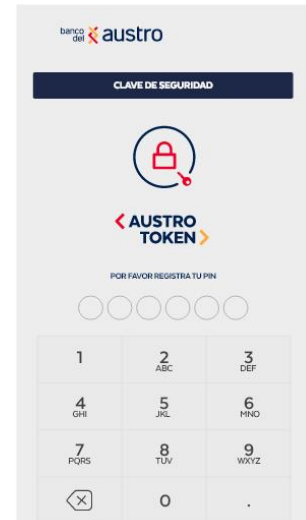 banco del austro
CLAVE DE SEGURIDAD
AUSTRO
TOKEN
POR FAVOR REGISTRA TU PIN
1 2 3
ABC DEF
4 5 6
GHI JKL MNO
7 8 9
PQRS TUV WXYZ
0 .